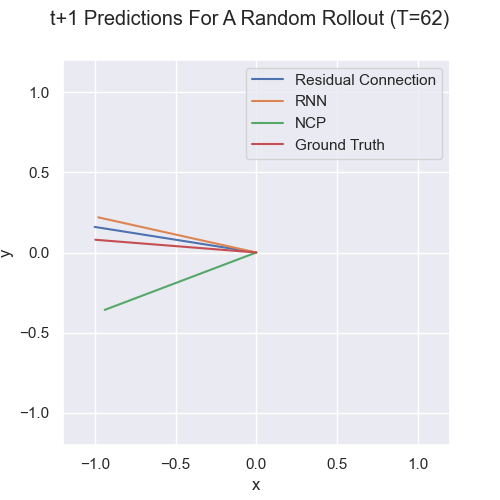 t+1 Predictions For A Random Rollout (T=62)
Residual Connection
RNN
NCP
Ground Truth
1.0
0.5
0.0
−0.5
−1.0
y
−1.0 −0.5 0.0 0.5 1.0
x